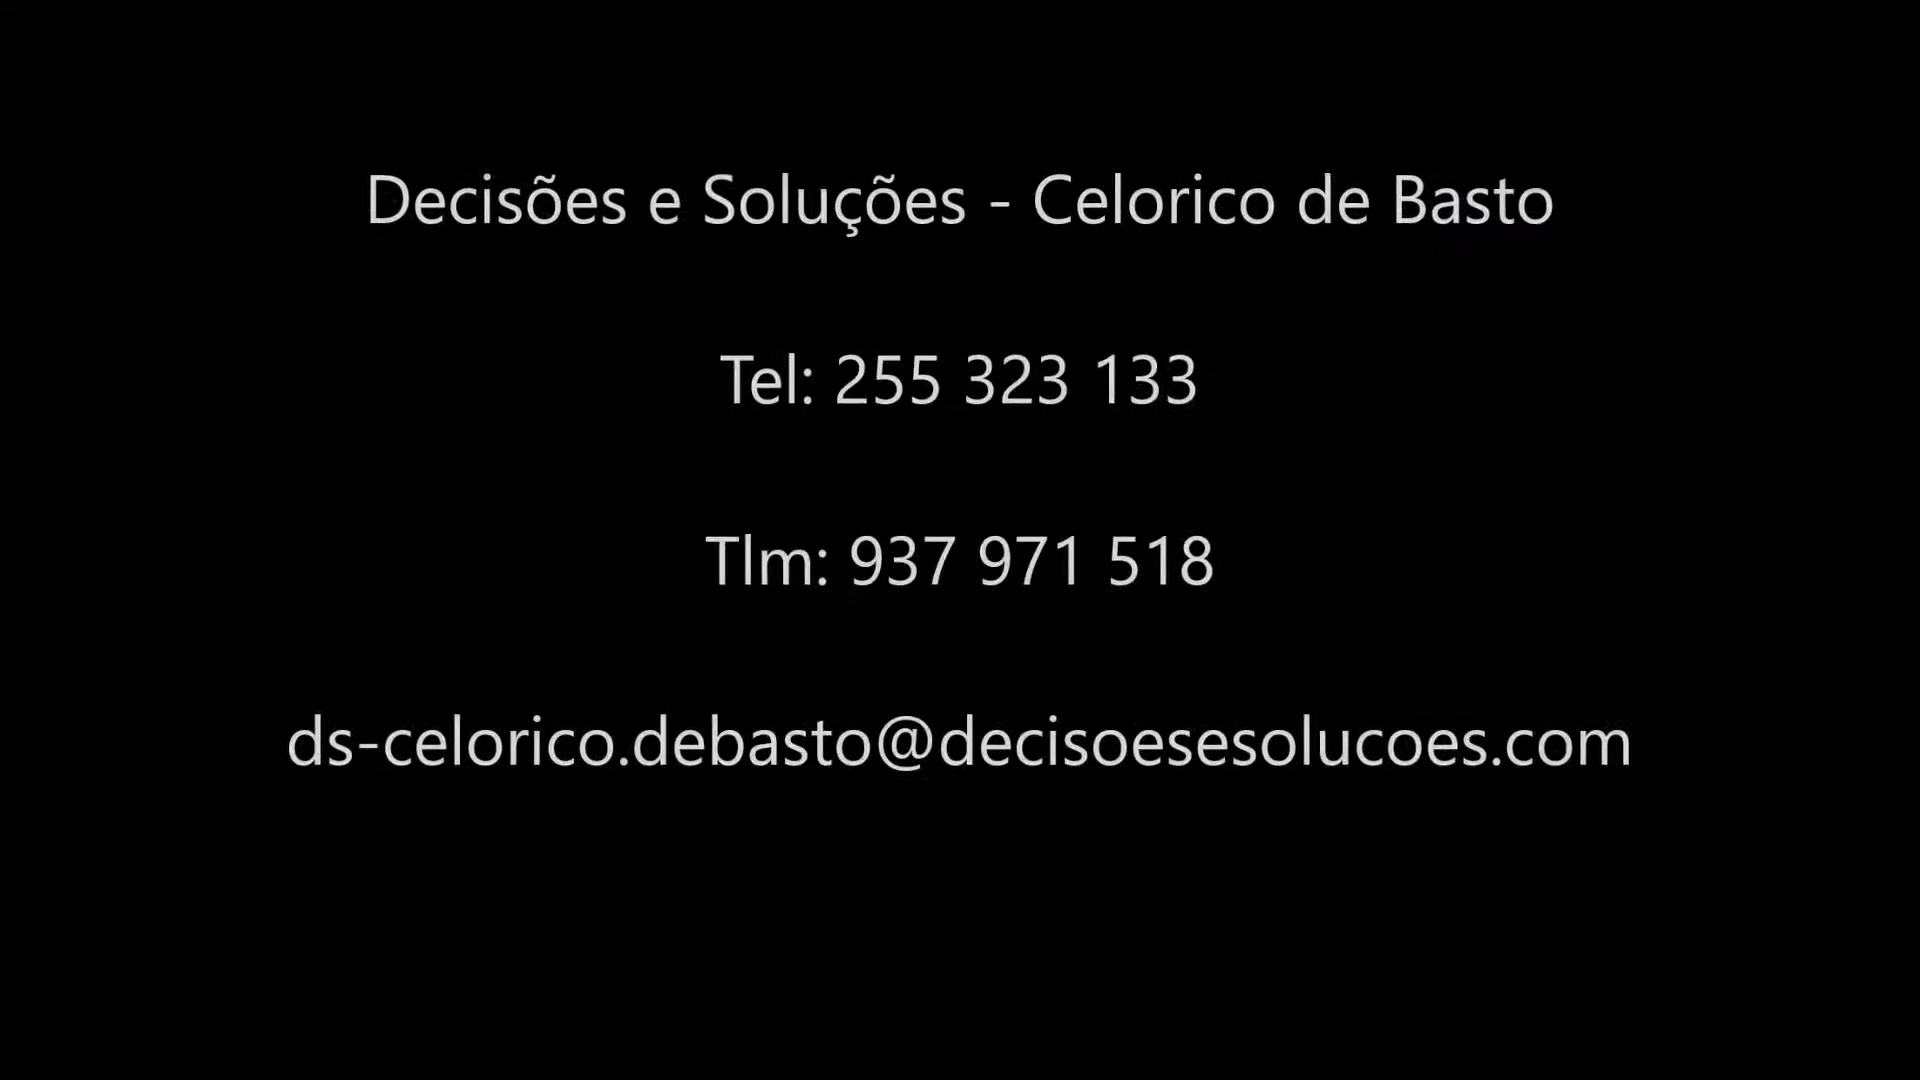 Decisões e Soluções - Celorico de Basto
Tel: 255 323 133
Tlm: 937 971 518
ds-celorico.debasto@decisoesesolucoes.com